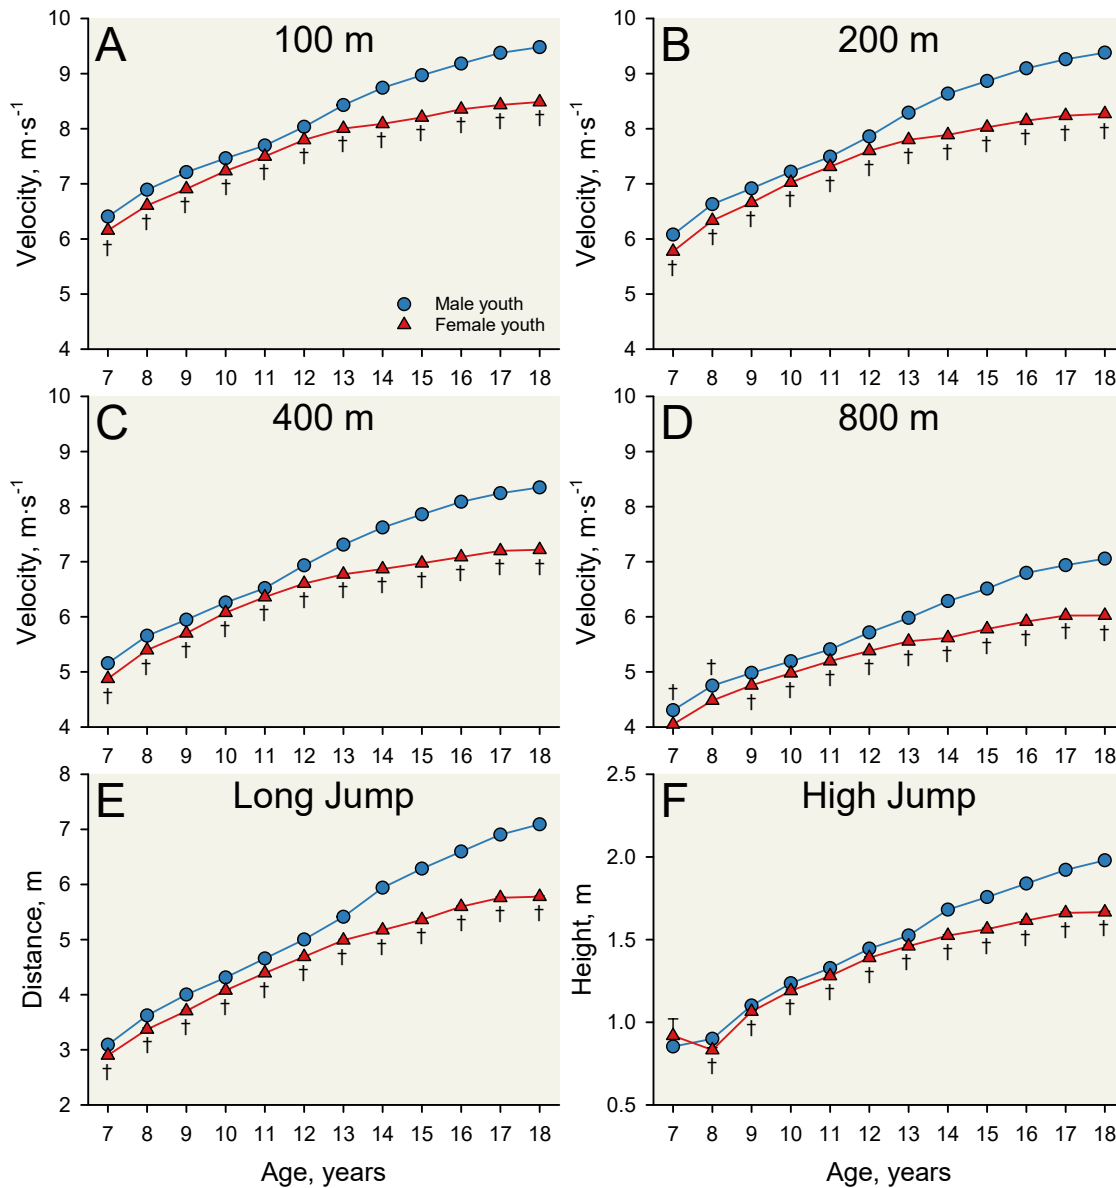 A 100 m
10
9
8
7
6
5
4
Velocity, m·s-1
† † † † † † † † † † † †
Male youth
Female youth
7 8 9 10 11 12 13 14 15 16 17 18
B 200 m
10
9
8
7
6
5
4
Velocity, m·s-1
† † † † † † † † † † † †
7 8 9 10 11 12 13 14 15 16 17 18
C 400 m
10
9
8
7
6
5
4
Velocity, m·s-1
† † † † † † † † † † † †
7 8 9 10 11 12 13 14 15 16 17 18
D 800 m
10
9
8
7
6
5
4
Velocity, m·s-1
† † † † † † † † † † † †
7 8 9 10 11 12 13 14 15 16 17 18
E Long Jump
8
7
6
5
4
3
2
Distance, m
† † † † † † † † † † † †
7 8 9 10 11 12 13 14 15 16 17 18
Age, years
F High Jump
2.5
2.0
1.5
1.0
0.5
Height, m
† † † † † † † † † † †
7 8 9 10 11 12 13 14 15 16 17 18
Age, years